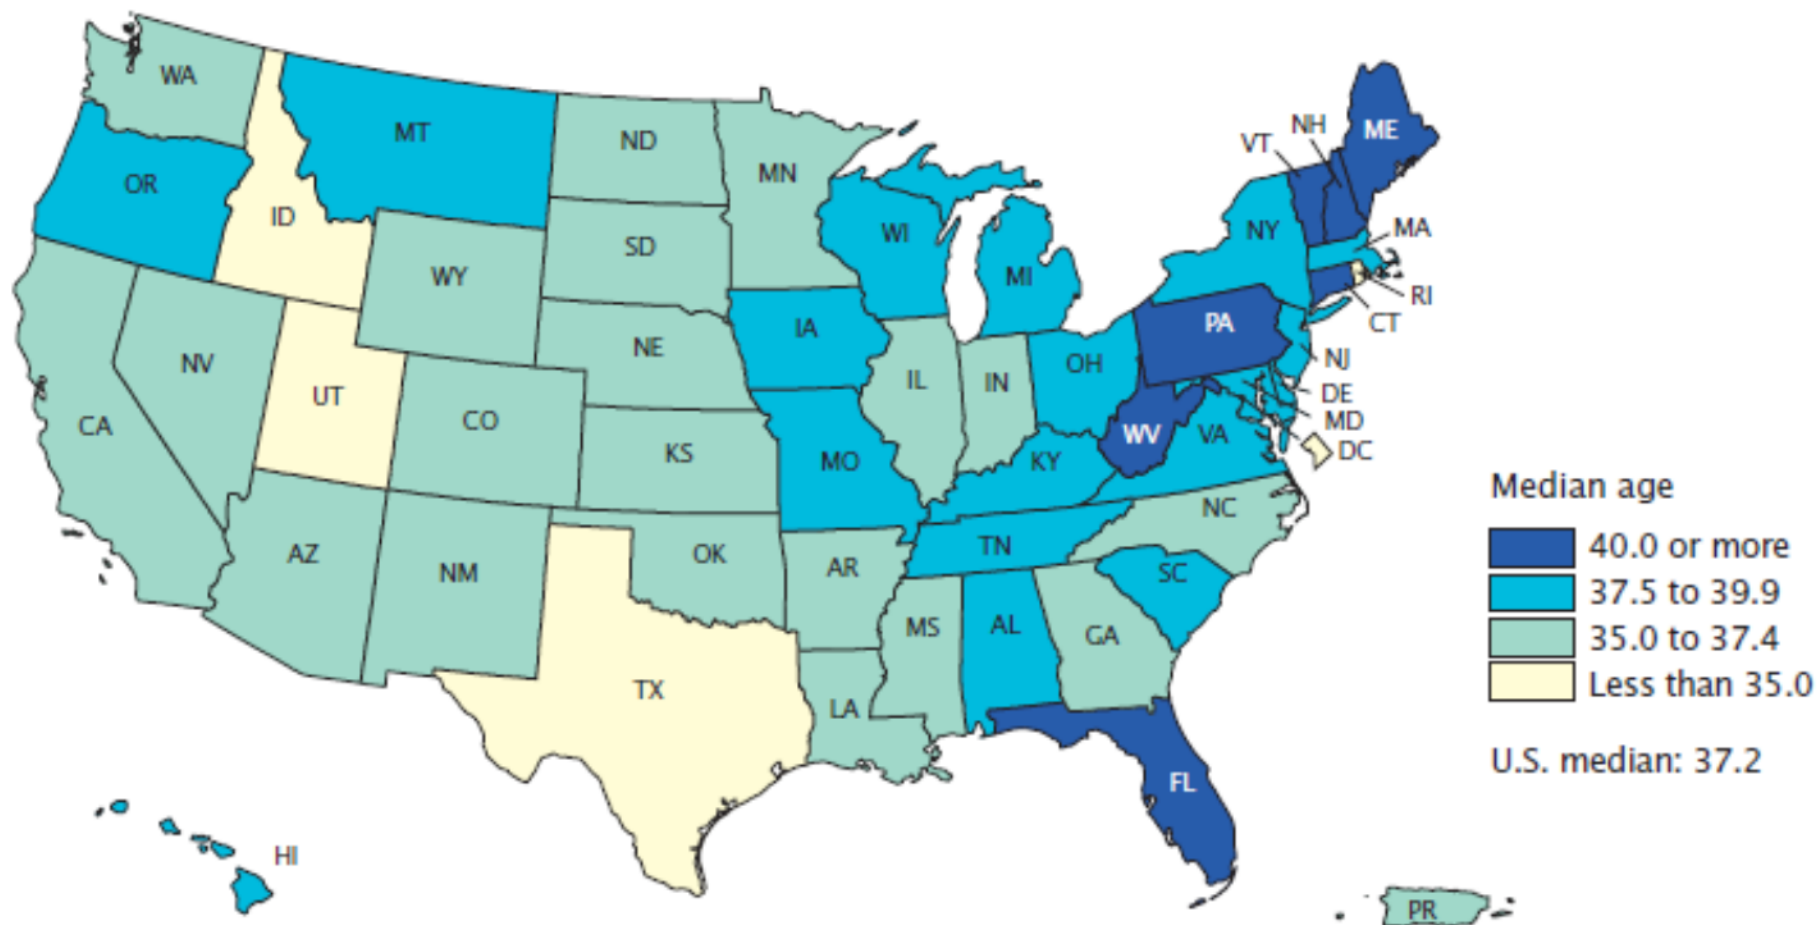 WA
MT
ND
MN
OR
ID
SD
WY
WI
MI
NY
VT
NH
ME
MA
RI
CT
NV
UT
CO
NE
IA
IL
IN
OH
PA
NJ
DE
MD
DC
CA
KS
MO
KY
WV
VA
AZ
NM
OK
AR
TN
NC
SC
TX
LA
MS
AL
GA
FL
HI
PR
Median age
40.0 or more
37.5 to 39.9
35.0 to 37.4
Less than 35.0
U.S. median: 37.2